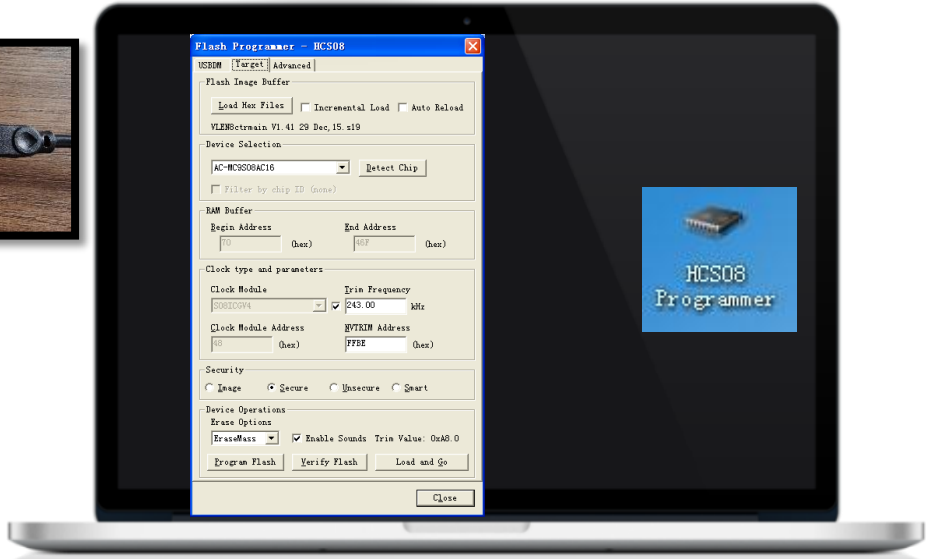 Flash Programmer - HCS08
USBDM Target Advanced
Flash Image Buffer
Load Hex Files Incremental Load Auto Reload
VLEN8ctrmain V1.41 29 Dec,15.s19
Device Selection
AC-MC9S08AC16 Detect Chip
Filter by chip ID (none)
RAM Buffer
Begin Address End Address
70 (hex) 46F (hex)
Clock type and parameters
Clock Module Trim Frequency
S08ICGV4 243.00 kHz
Clock Module Address NVTRIM Address
48 (hex) FFBE (hex)
Security
Image Secure Unsecure Smart
Device Operations
Erase Options
EraseMass Enable Sounds Trim Value: 0xA8.0
Program Flash Verify Flash Load and Go
Close
HCS08
Programmer